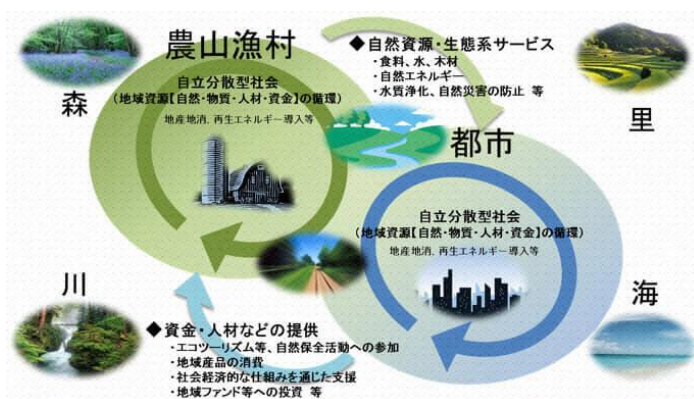 農山漁村
自立分散型社会
(地域資源【自然・物質・人材・資金】の循環)
地産地消、再生エネルギー導入等
森
◆自然資源・生態系サービス
・食料、水、木材
・自然エネルギー
・水質浄化、自然災害の防止 等
里
都市
自立分散型社会
(地域資源【自然・物質・人材・資金】の循環)
地産地消、再生エネルギー導入等
川
◆資金・人材などの提供
・エコツーリズム等、自然保全活動への参加
・地域産品の消費
・社会経済的な仕組みを通じた支援
・地域ファンド等への投資 等
海